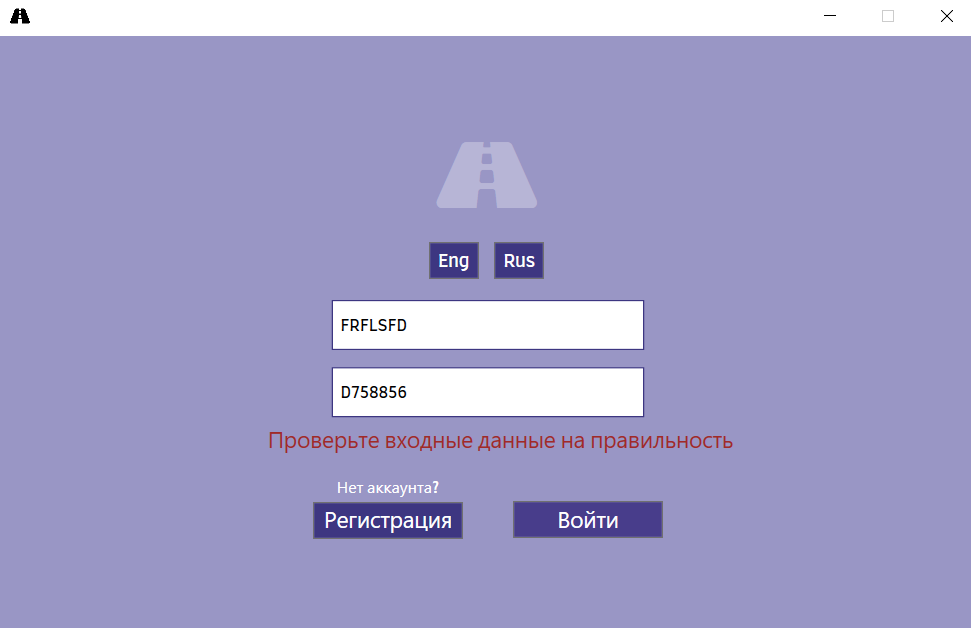 Eng Rus
FRFLSFD
D758856
Проверьте входные данные на правильность
Нет аккаунта?
Регистрация Войти